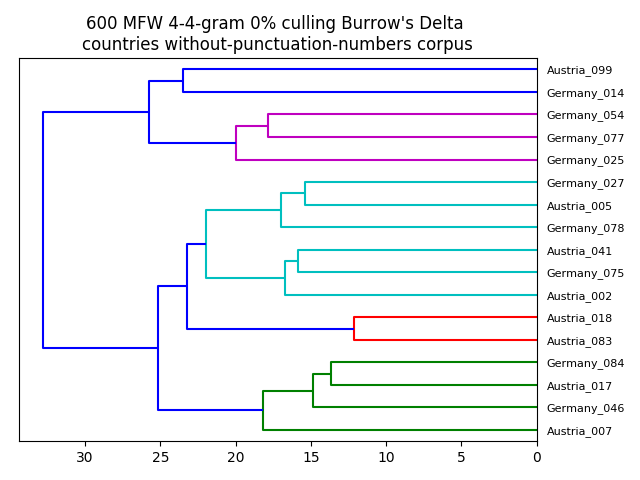 600 MFW 4-4-gram 0% culling Burrow's Delta
countries without-punctuation-numbers corpus
Austria_099
Germany_014
Germany_054
Germany_077
Germany_025
Germany_027
Austria_005
Germany_078
Austria_041
Germany_075
Austria_002
Austria_018
Austria_083
Germany_084
Austria_017
Germany_046
Austria_007
30 25 20 15 10 5 0